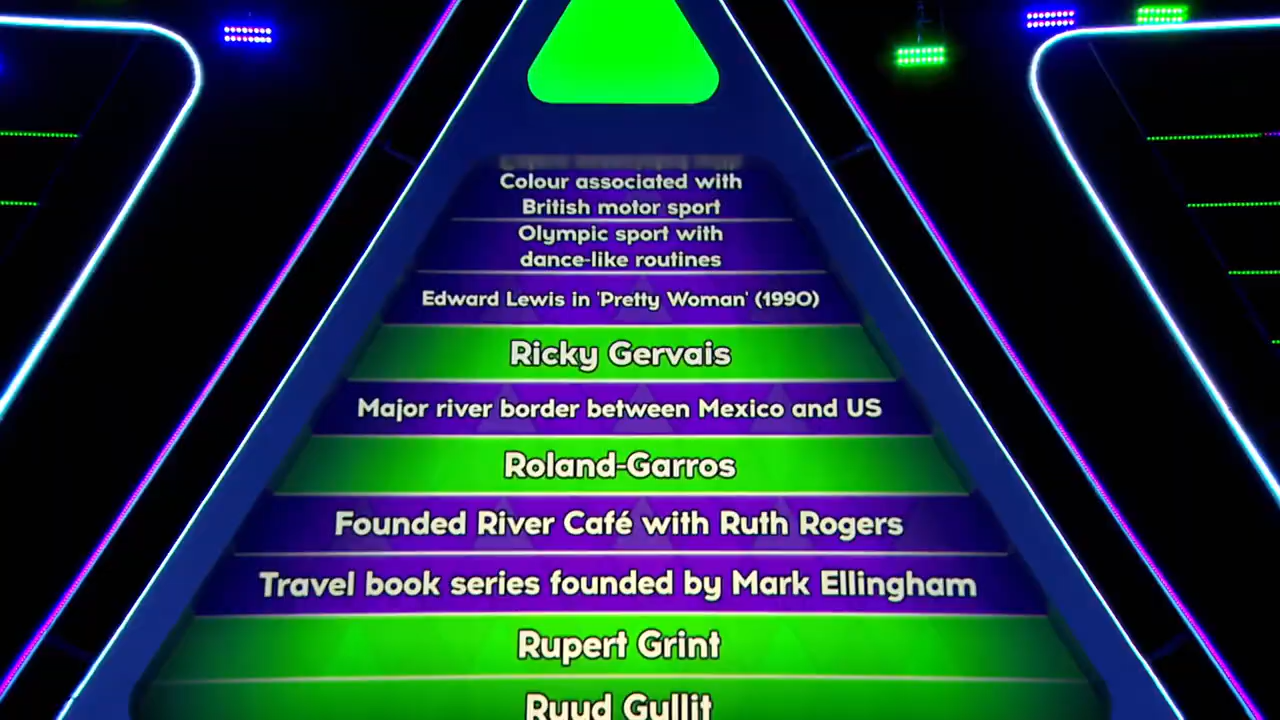 Colour associated with
British motor sport
Olympic sport with
dance-like routines
Edward Lewis in 'Pretty Woman' (1990)
Ricky Gervais
Major river border between Mexico and US
Roland-Garros
Founded River Café with Ruth Rogers
Travel book series founded by Mark Ellingham
Rupert Grint
Ruud Gullit